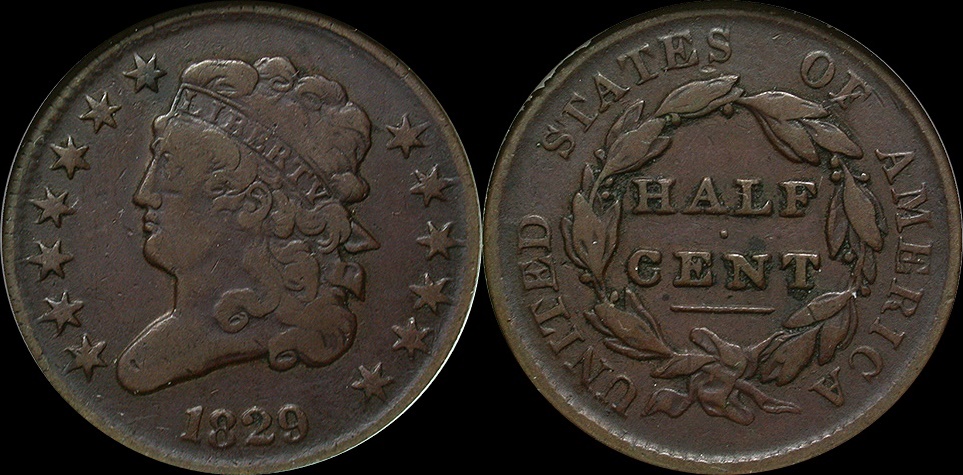 LIBERTY
1829
UNITED STATES OF AMERICA
HALF
CENT